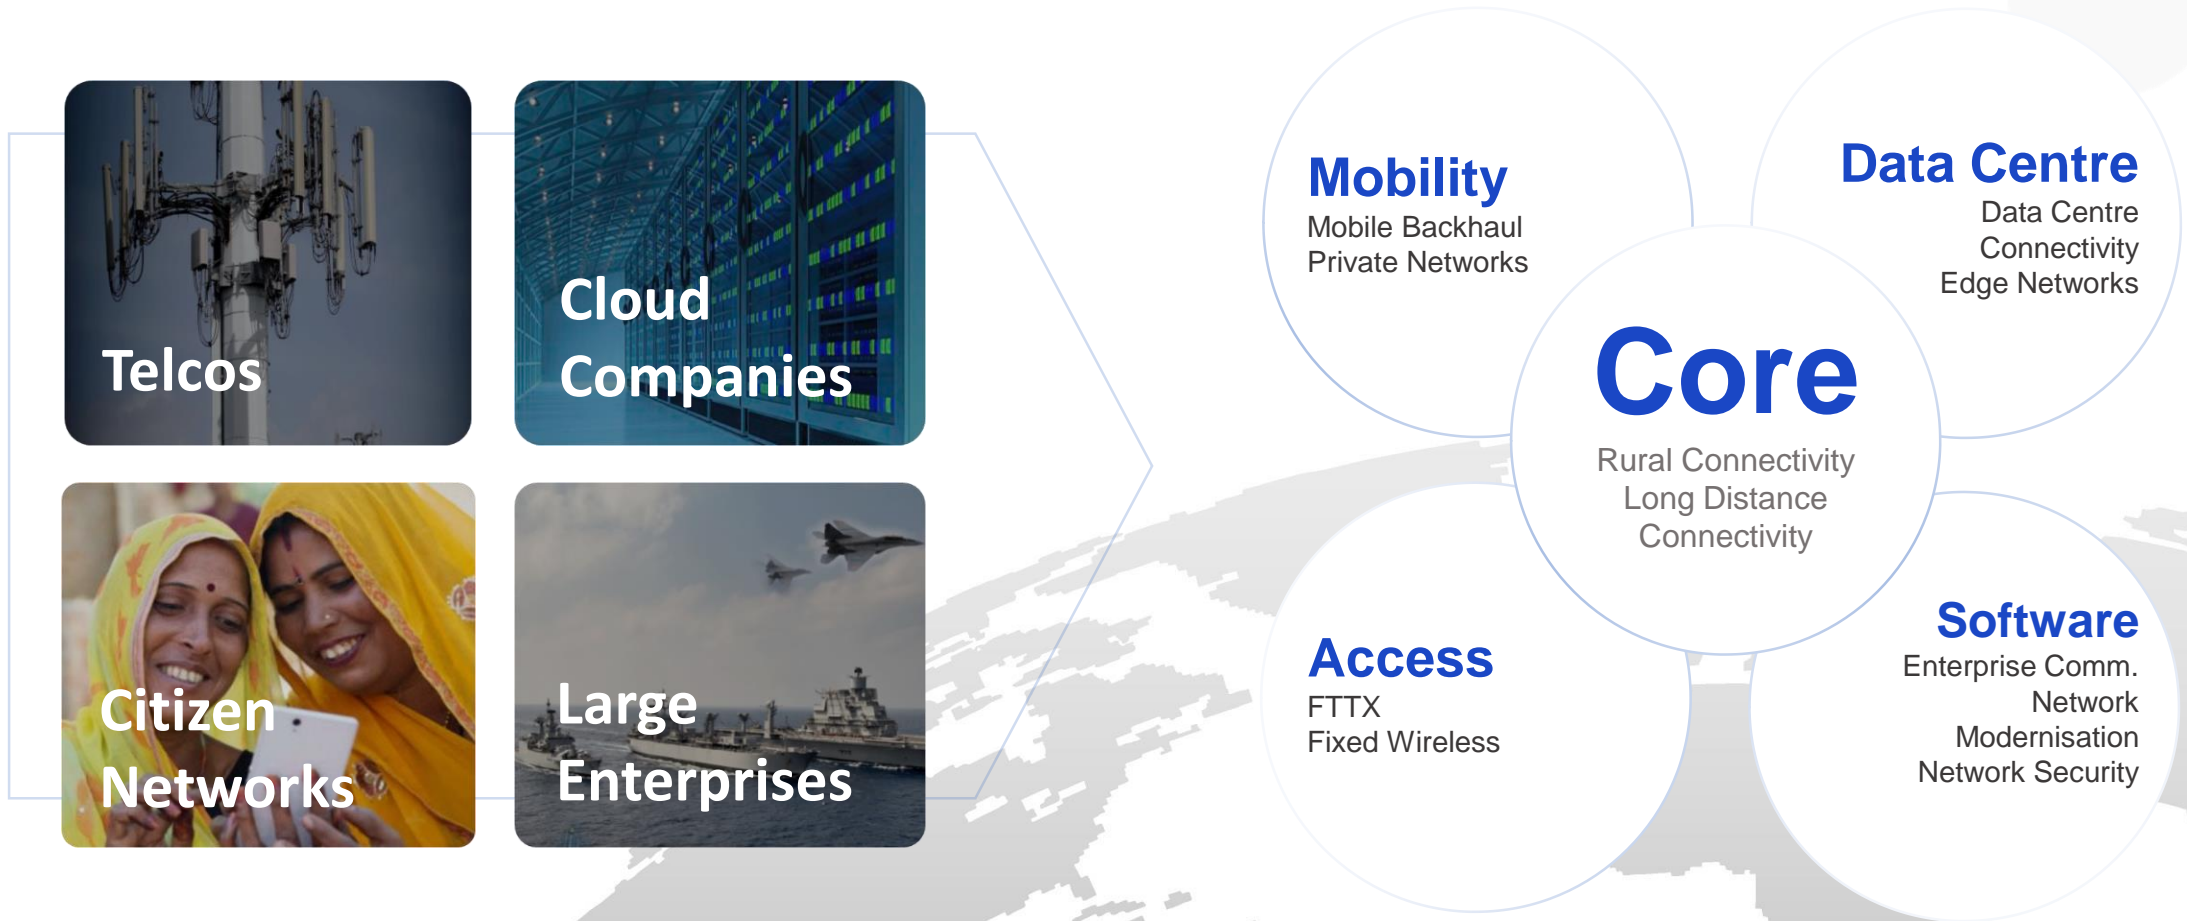 Telcos
Cloud
Companies
Citizen
Networks
Large
Enterprises
Mobility
Mobile Backhaul
Private Networks
Data Centre
Data Centre
Connectivity
Edge Networks
Core
Rural Connectivity
Long Distance
Connectivity
Access
FTTX
Fixed Wireless
Software
Enterprise Comm.
Network
Modernisation
Network Security